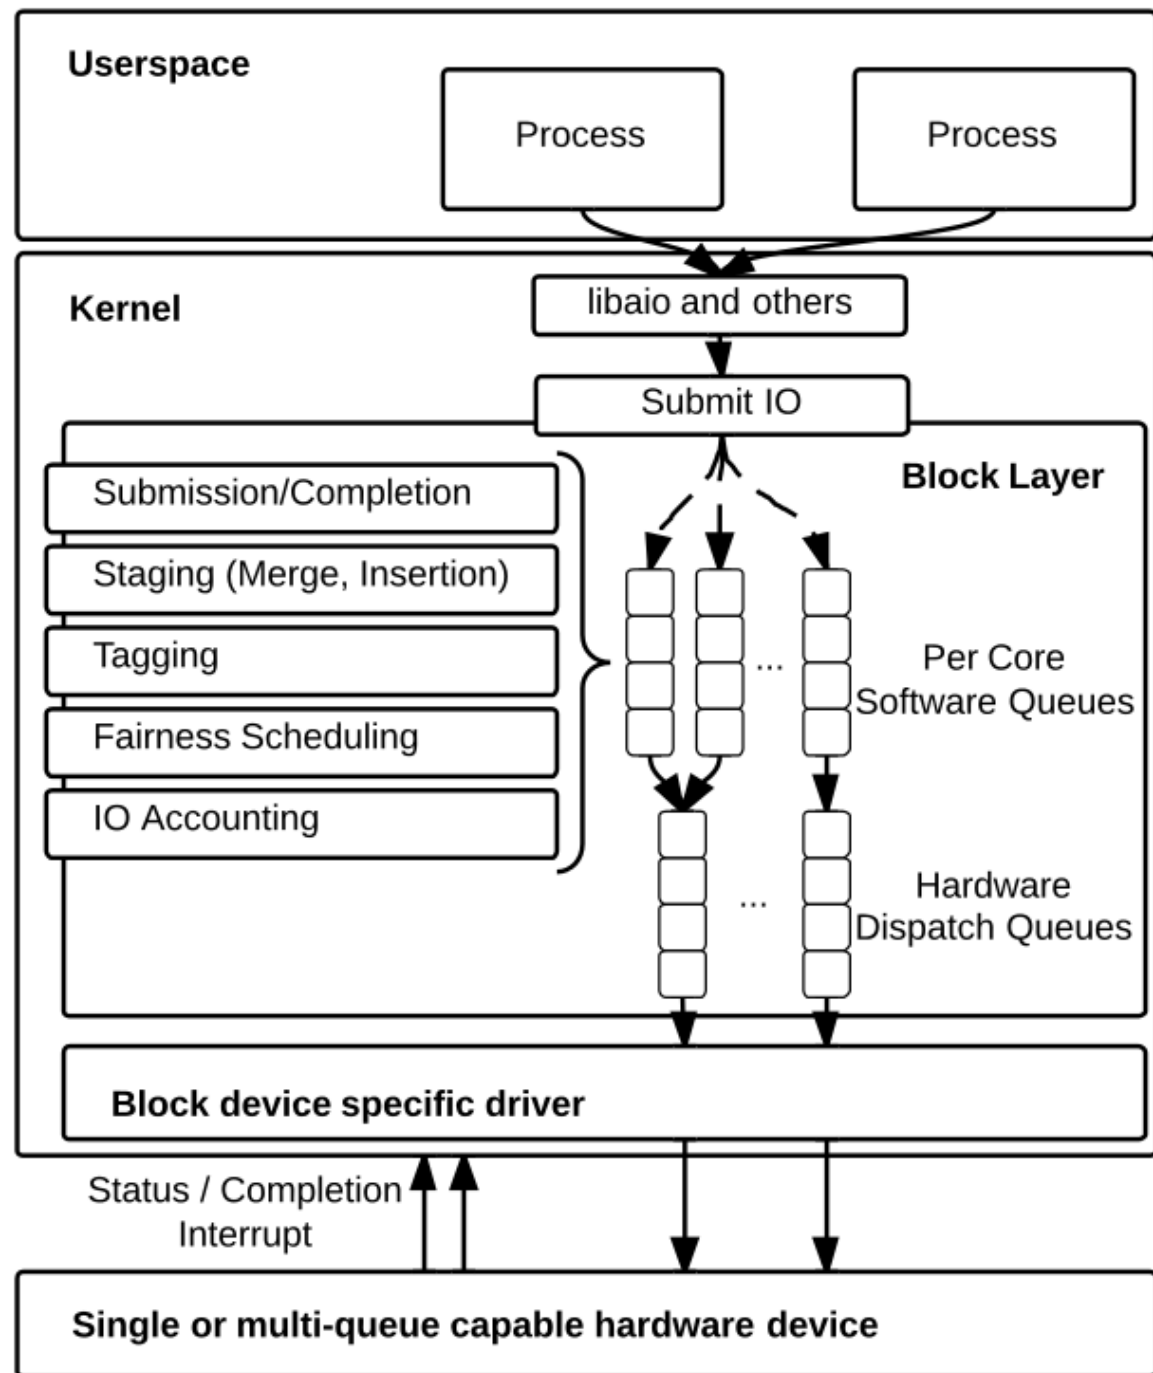 Userspace
Process
Process
Kernel
libaio and others
Submit IO
Block Layer
Submission/Completion
Staging (Merge, Insertion)
Tagging
Fairness Scheduling
IO Accounting
...
Per Core
Software Queues
...
Hardware
Dispatch Queues
Block device specific driver
Status / Completion
Interrupt
Single or multi-queue capable hardware device